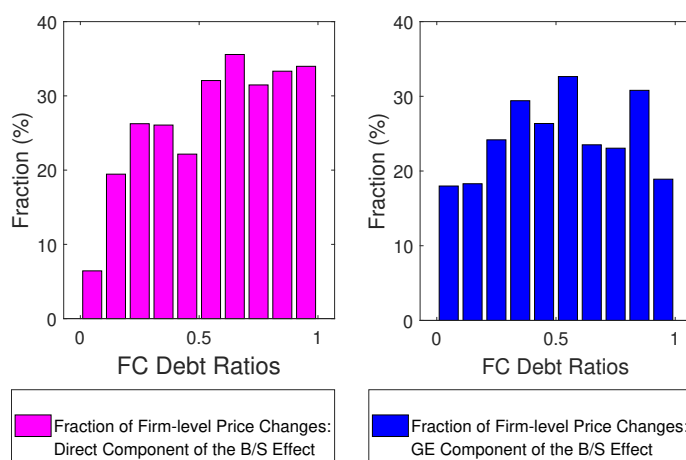 40
30
20
10
0
Fraction (%)
0
0.5
1
FC Debt Ratios
Fraction of Firm-level Price Changes:
Direct Component of the B/S Effect
40
30
20
10
0
Fraction (%)
0
0.5
1
FC Debt Ratios
Fraction of Firm-level Price Changes:
GE Component of the B/S Effect